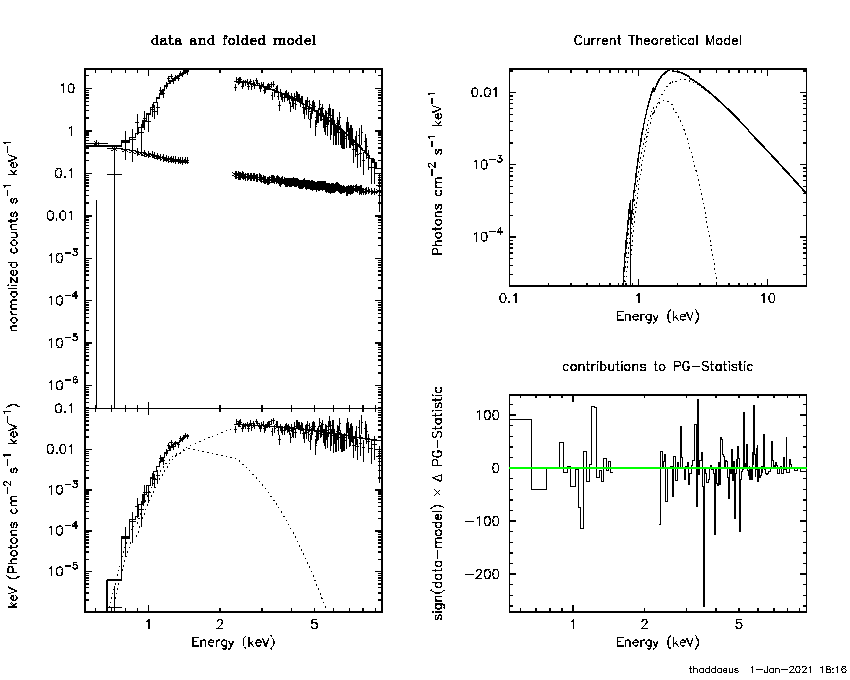 data and folded model
normalized counts s⁻¹ keV⁻¹
10
1
0.1
0.01
10⁻³
10⁻⁴
10⁻⁵
10⁻⁶
keV (Photons cm⁻² s⁻¹ keV⁻¹)
0.1
0.01
10⁻³
10⁻⁴
10⁻⁵
1 2 5
Energy (keV)
Current Theoretical Model
Photons cm⁻² s⁻¹ keV⁻¹
0.01
10⁻³
10⁻⁴
0.1 1 10
Energy (keV)
contributions to PG−Statistic
sign(data−model) × Δ PG−Statistic
100
0
−100
−200
1 2 5
Energy (keV)
thaddaeus 1−Jan−2021 18:16